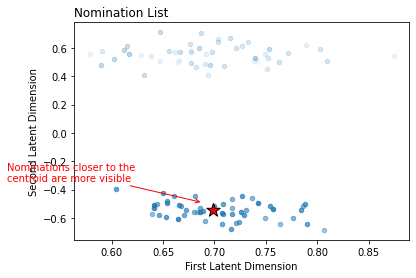 Nomination List
Second Latent Dimension
0.6
0.4
0.2
0.0
−0.2
−0.4
−0.6
Nominations closer to the
centroid are more visible
0.60
0.65
0.70
0.75
0.80
0.85
First Latent Dimension